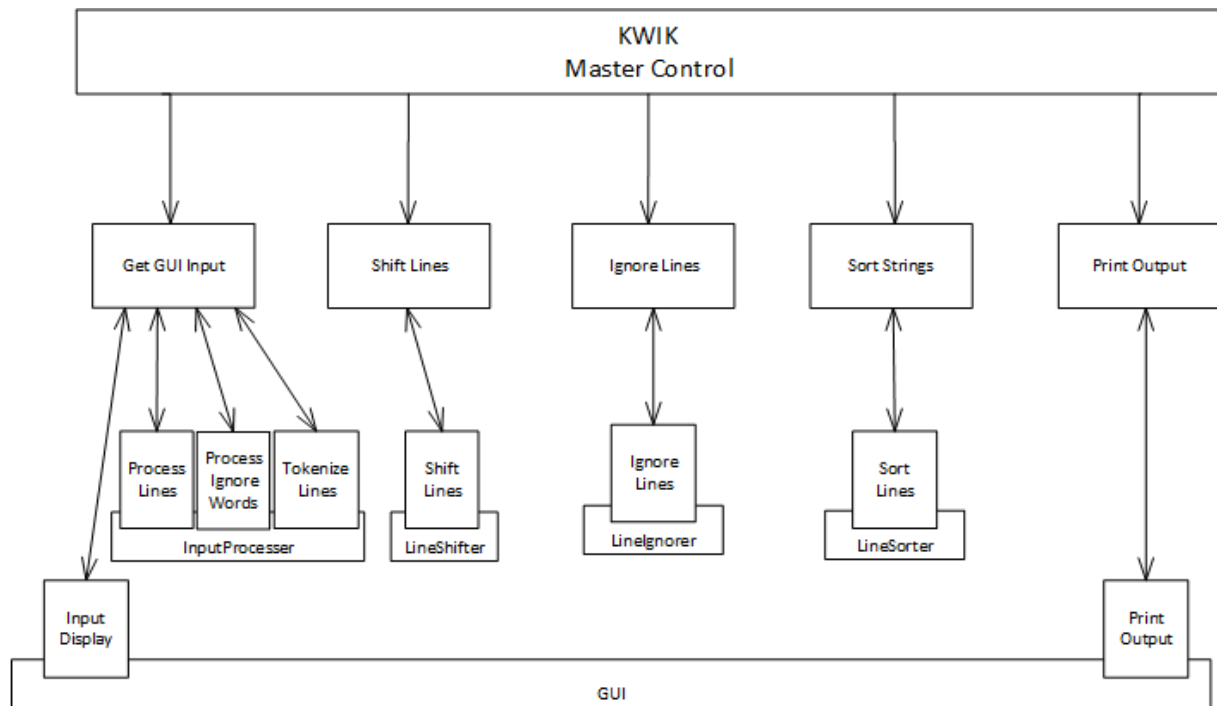 KWIK
Master Control
Get GUI Input
Shift Lines
Ignore Lines
Sort Strings
Print Output
Process
Lines
Process
Ignore
Words
Tokenize
Lines
Shift
Lines
Ignore
Lines
Sort
Lines
InputProcesser
LineShifter
LineIgnorer
LineSorter
Input
Display
Print
Output
GUI